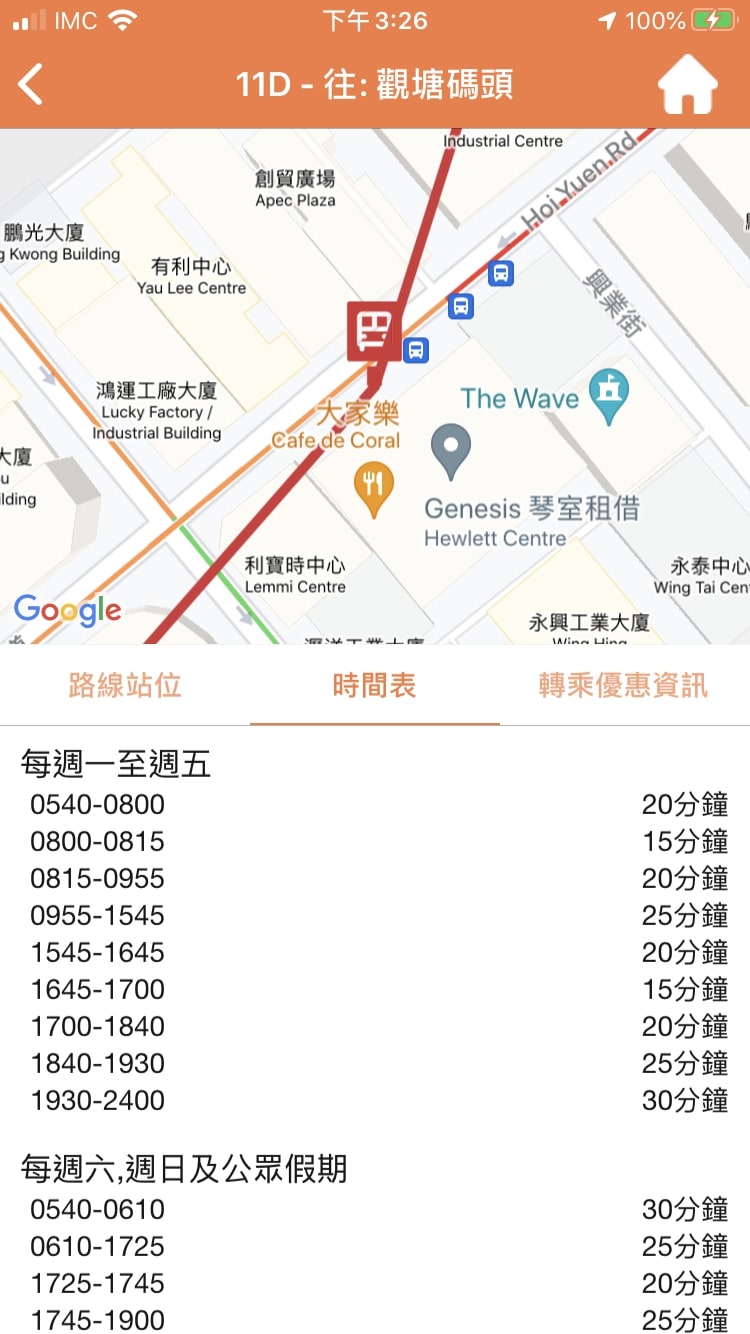 IMC 下午3:26 100%
11D - 往: 觀塘碼頭
Industrial Centre
Hoi Yuen Rd
創貿廣場
Apec Plaza
鵬光大廈
g Kwong Building
有利中心
Yau Lee Centre
興業街
鴻運工廠大廈
Lucky Factory /
Industrial Building
大家樂
Cafe de Coral
The Wave
大廈
u
ilding
Genesis 琴室租借
Hewlett Centre
利寶時中心
Lemmi Centre
永泰中心
Wing Tai Cen
Google
永興工業大廈
Wing Hing
路線站位 時間表 轉乘優惠資訊
每週一至週五
0540-0800 20分鐘
0800-0815 15分鐘
0815-0955 20分鐘
0955-1545 25分鐘
1545-1645 20分鐘
1645-1700 15分鐘
1700-1840 20分鐘
1840-1930 25分鐘
1930-2400 30分鐘
每週六,週日及公眾假期
0540-0610 30分鐘
0610-1725 25分鐘
1725-1745 20分鐘
1745-1900 25分鐘